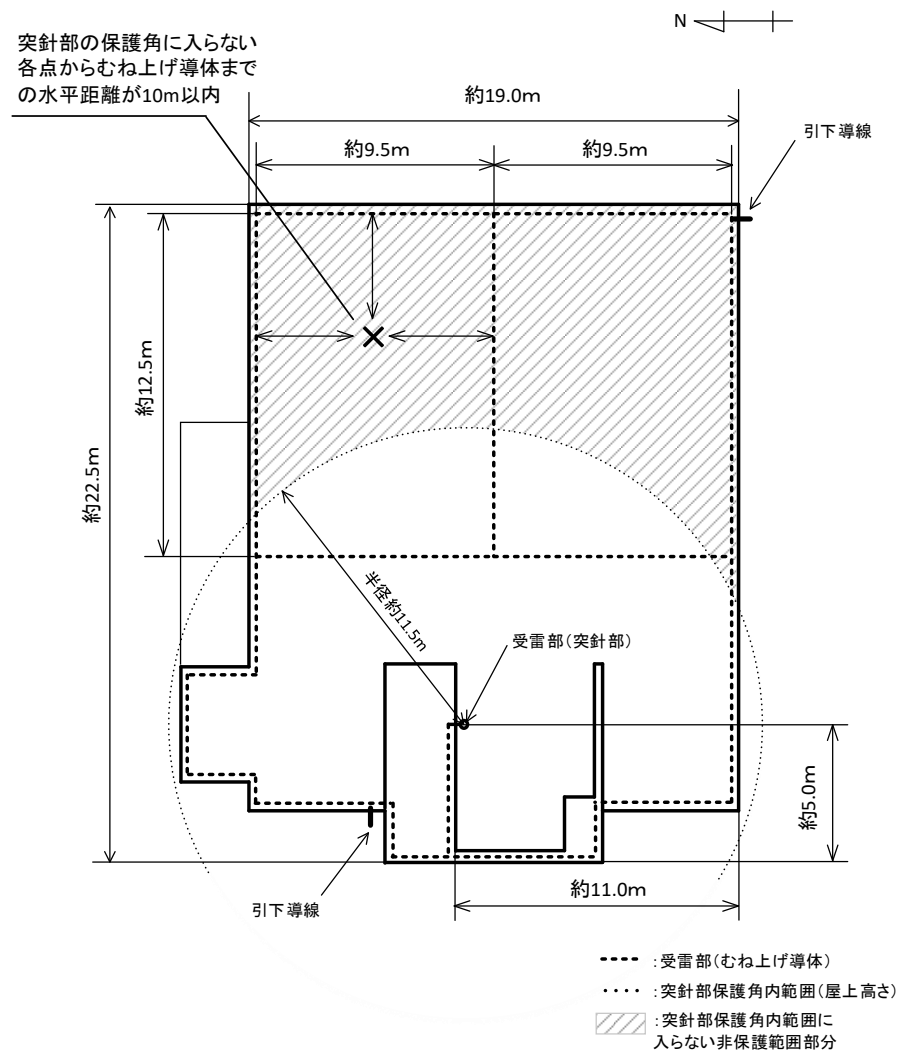 N
突針部の保護角に入らない
各点からむね上げ導体まで
の水平距離が10m以内
約19.0m
引下導線
約9.5m
約9.5m
約12.5m
約22.5m
半径約11.5m
受雷部(突針部)
約5.0m
約11.0m
引下導線
:受雷部(むね上げ導体)
:突針部保護角内範囲(屋上高さ)
:突針部保護角内範囲に
入らない非保護範囲部分